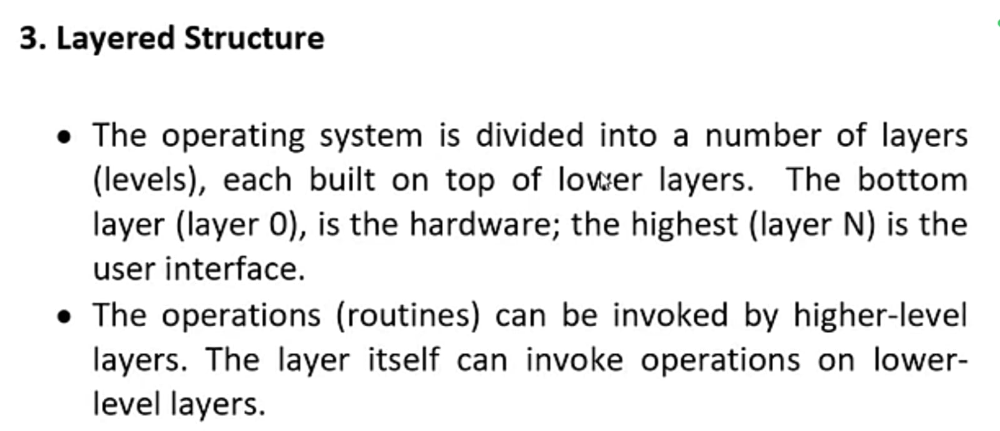 3. Layered Structure
• The operating system is divided into a number of layers
(levels), each built on top of lower layers. The bottom
layer (layer 0), is the hardware; the highest (layer N) is the
user interface.
• The operations (routines) can be invoked by higher-level
layers. The layer itself can invoke operations on lower-
level layers.